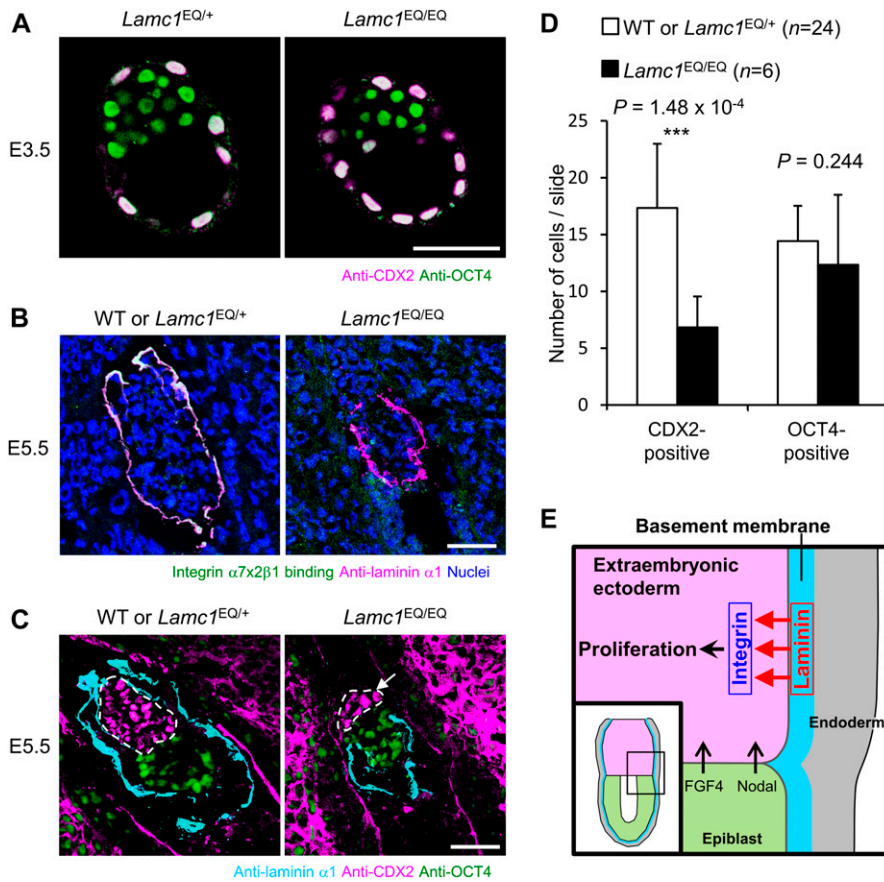 A
Lamc1EQ/+
Lamc1EQ/EQ
E3.5
Anti-CDX2 Anti-OCT4
B
WT or Lamc1EQ/+
Lamc1EQ/EQ
E5.5
Integrin α7x2β1 binding Anti-laminin α1 Nuclei
C
WT or Lamc1EQ/+
Lamc1EQ/EQ
E5.5
Anti-laminin α1 Anti-CDX2 Anti-OCT4
D
WT or Lamc1EQ/+ (n=24)
Lamc1EQ/EQ (n=6)
P = 1.48 x 10-4
***
P = 0.244
Number of cells / slide
25
20
15
10
5
0
CDX2-
positive
OCT4-
positive
E
Basement membrane
Extraembryonic
ectoderm
Proliferation
Integrin
Laminin
Endoderm
FGF4
Nodal
Epiblast